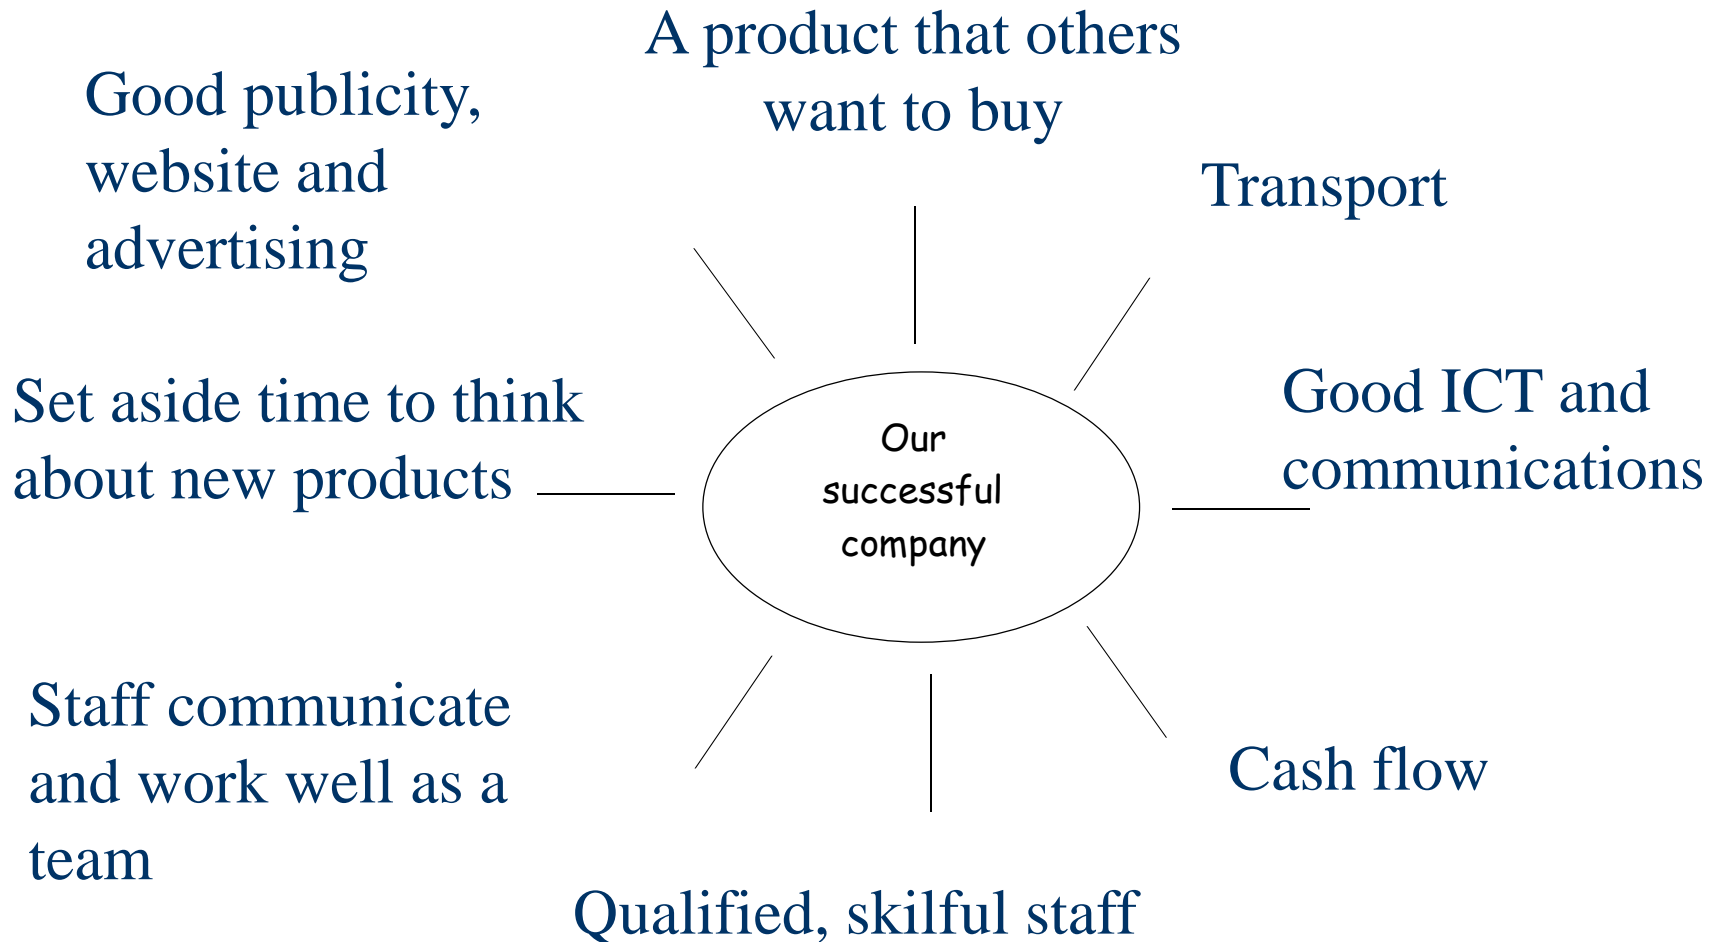 A product that others
want to buy
Good publicity,
website and
advertising
Transport
Set aside time to think
about new products
Our
successful
company
Good ICT and
communications
Staff communicate
and work well as a
team
Cash flow
Qualified, skilful staff